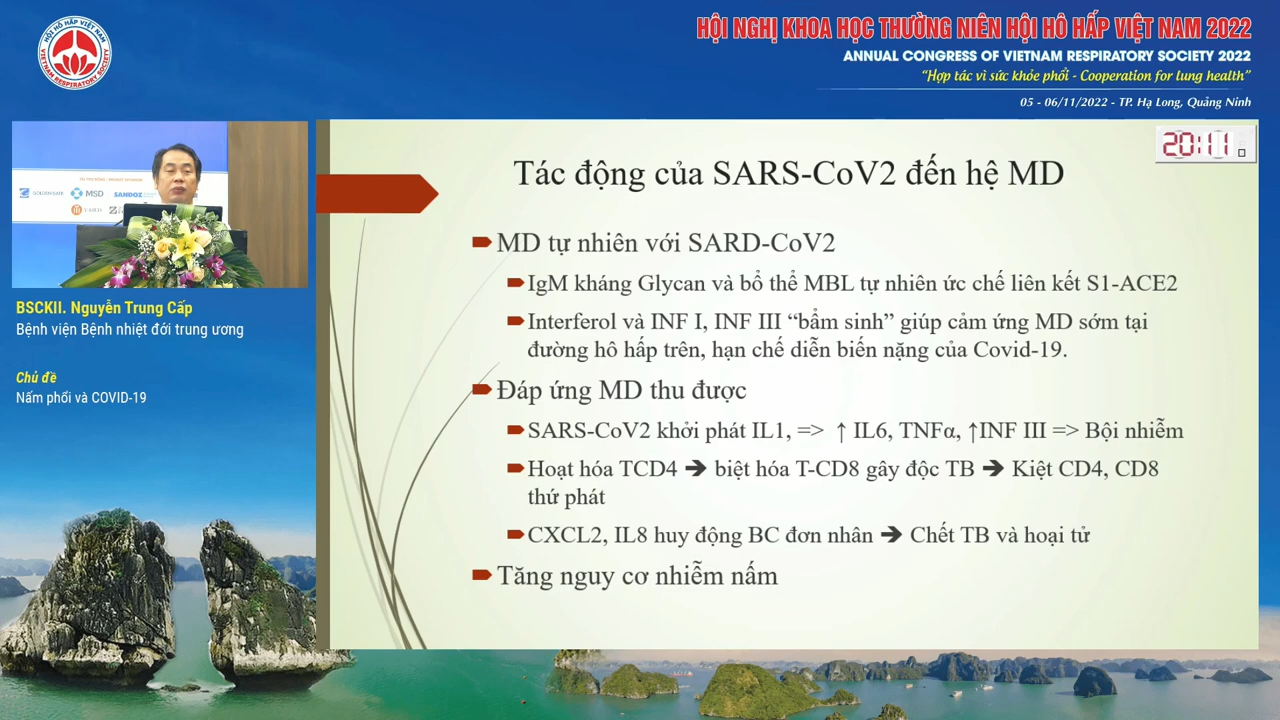 HỘI HÔ HẤP VIỆT NAM
VIETNAM RESPIRATORY SOCIETY
HỘI NGHỊ KHOA HỌC THƯỜNG NIÊN HỘI HÔ HẤP VIỆT NAM 2022
ANNUAL CONGRESS OF VIETNAM RESPIRATORY SOCIETY 2022
“Hợp tác vì sức khỏe phổi - Cooperation for lung health”
05 - 06/11/2022 - TP. Hạ Long, Quảng Ninh
MSD
SANDOZ
BSCKII. Nguyễn Trung Cấp
Bệnh viện Bệnh nhiệt đới trung ương
Chủ đề
Nấm phổi và COVID-19
20:11
Tác động của SARS-CoV2 đến hệ MD
MD tự nhiên với SARD-CoV2
IgM kháng Glycan và bổ thể MBL tự nhiên ức chế liên kết S1-ACE2
Interferol và INF I, INF III “bẩm sinh” giúp cảm ứng MD sớm tại
đường hô hấp trên, hạn chế diễn biến nặng của Covid-19.
Đáp ứng MD thu được
SARS-CoV2 khởi phát IL1, => ↑ IL6, TNFα, ↑INF III => Bội nhiễm
Hoạt hóa TCD4 ➔ biệt hóa T-CD8 gây độc TB ➔ Kiệt CD4, CD8
thứ phát
CXCL2, IL8 huy động BC đơn nhân ➔ Chết TB và hoại tử
Tăng nguy cơ nhiễm nấm